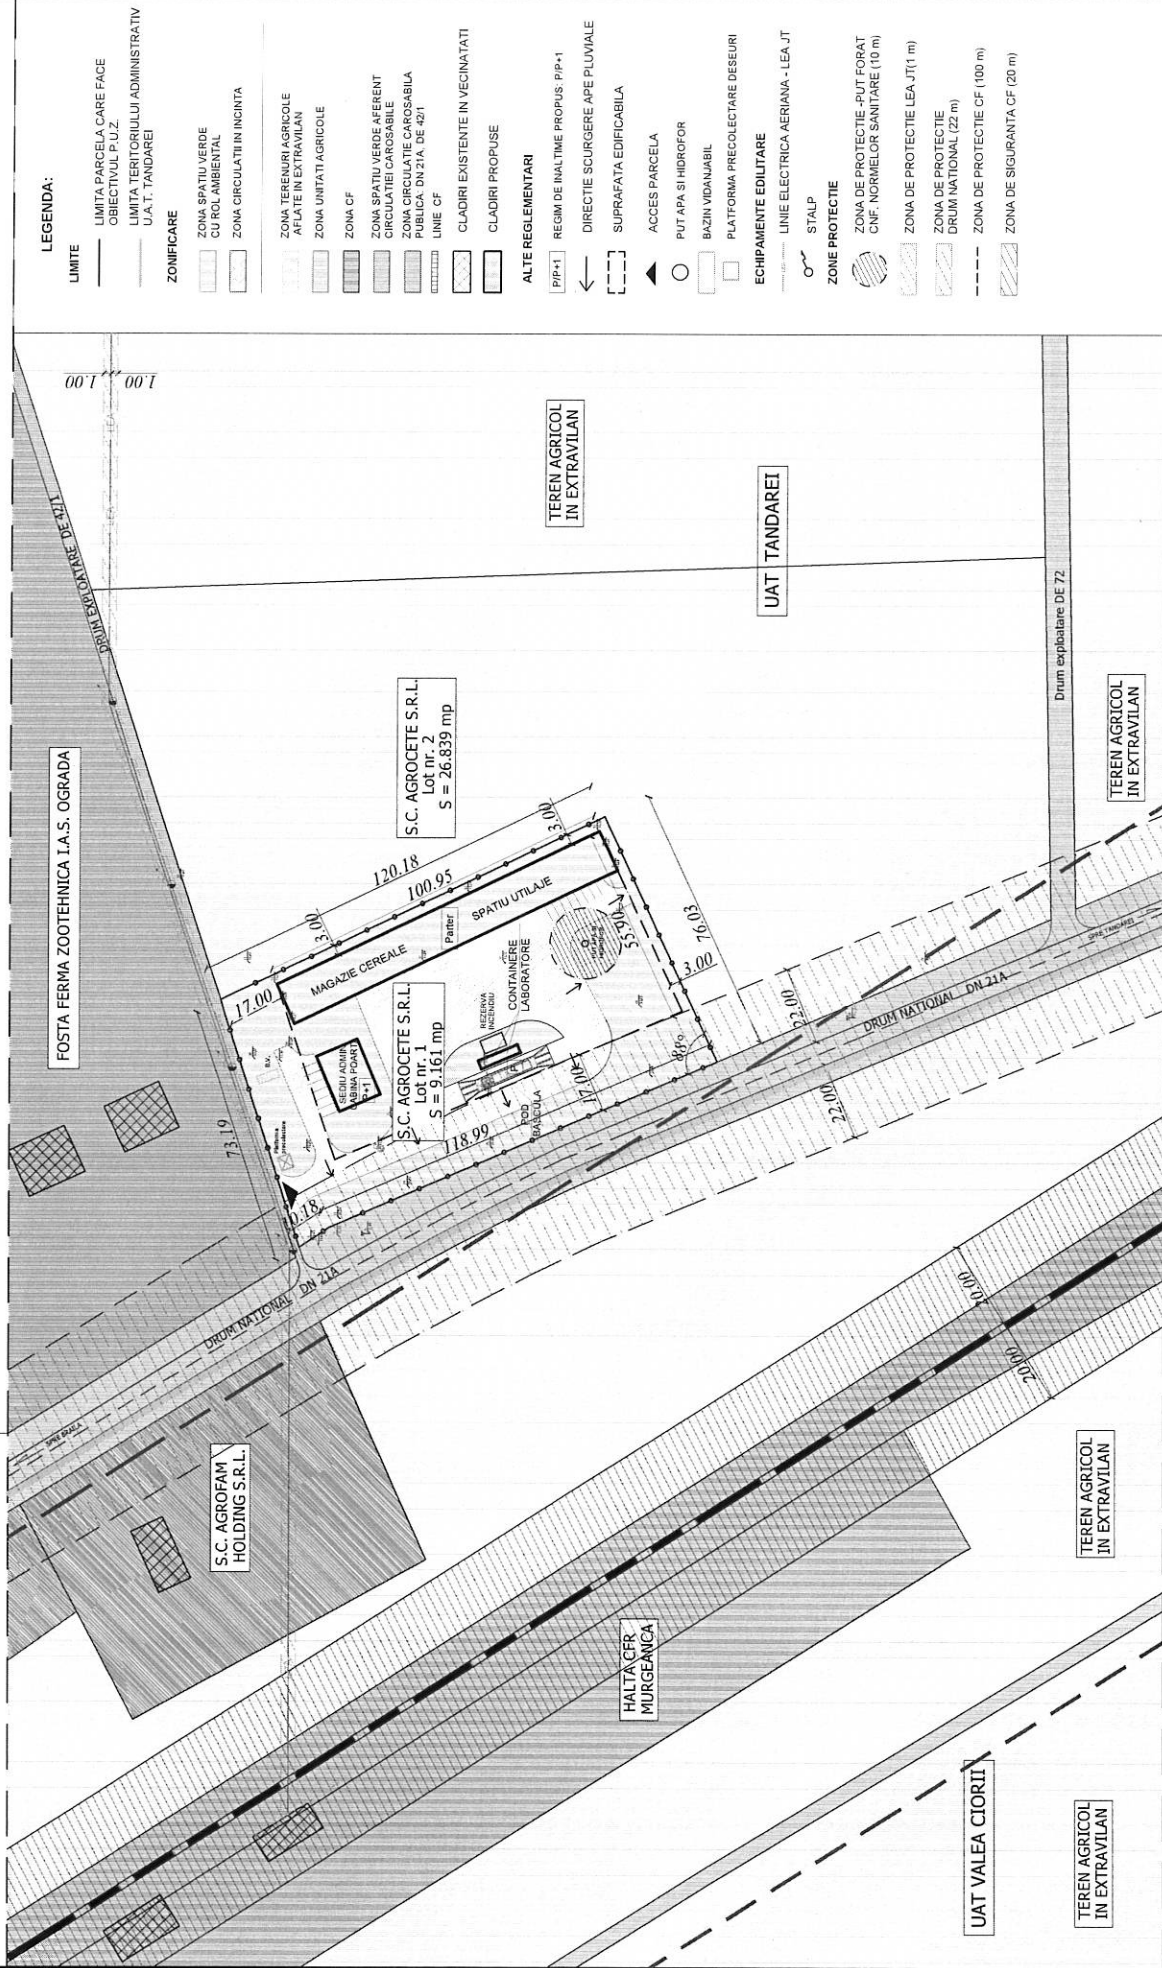 LEGENDA:
LIMITE
LIMITA PARCELA CARE FACE
OBIECTIVUL P.U.Z.
LIMITA TERITORIULUI ADMINISTRATIV
U.A.T. TANDAREI
ZONIFICARE
ZONA SPATIU VERDE
CU ROL AMBIENTAL
ZONA CIRCULATII IN INCINTA
ZONA TERENURI AGRICOLE
AFLATE IN EXTRAVILAN
ZONA UNITATI AGRICOLE
ZONA CF
ZONA SPATIU VERDE AFERENT
CIRCULATIEI CAROSABILE
ZONA CIRCULATIE CAROSABILA
PUBLICA: DN 21A, DE 42/1
LINIE CF
CLADIRI EXISTENTE IN VECINATATI
CLADIRI PROPUSE
ALTE REGLEMENTARI
P/P+1
REGIM DE INALTIME PROPUS: P/P+1
DIRECTIE SCURGERE APE PLUVIALE
SUPRAFATA EDIFICABILA
ACCES PARCELA
PUT APA SI HIDROFOR
BAZIN VIDANJABIL
PLATFORMA PRECOLECTARE DESEURI
ECHIPAMENTE EDILITARE
LINIE ELECTRICA AERIANA - LEA JT
STALP
ZONE PROTECTIE
ZONA DE PROTECTIE -PUT FORAT
CNF. NORMELOR SANITARE (10 m)
ZONA DE PROTECTIE LEA JT(1 m)
ZONA DE PROTECTIE
DRUM NATIONAL (22 m)
ZONA DE PROTECTIE CF (100 m)
ZONA DE SIGURANTA CF (20 m)
1.00
1.00
DRUM EXPLOATARE DE 42/1
FOSTA FERMA ZOOTEHNICA I.A.S. OGRADA
TEREN AGRICOL
IN EXTRAVILAN
UAT TANDAREI
Drum exploatare DE 72
TEREN AGRICOL
IN EXTRAVILAN
S.C. AGROCETE S.R.L.
Lot nr. 2
S = 26.839 mp
120.18
100.95
3.00
3.00
17.00
MAGAZIE CEREALE
Parter
SPATIU UTILAJE
73.19
B.V.
Platforma
precolectare
SEDIU ADMIN
CABINA POARTA
P+1
S.C. AGROCETE S.R.L.
Lot nr. 1
S = 9.161 mp
REZERVA
INCENDIU
CONTAINERE
LABORATOARE
P
POD
BASCULA
118.99
17.00
55.90
3.00
76.03
22.00
22.00
10.18
DRUM NATIONAL DN 21A
DRUM NATIONAL DN 21A
SPRE TANDAREI
SPRE BRAILA
S.C. AGROFAM
HOLDING S.R.L.
20.00
20.00
HALTA CFR
MURGEANCA
TEREN AGRICOL
IN EXTRAVILAN
UAT VALEA CIORII
TEREN AGRICOL
IN EXTRAVILAN